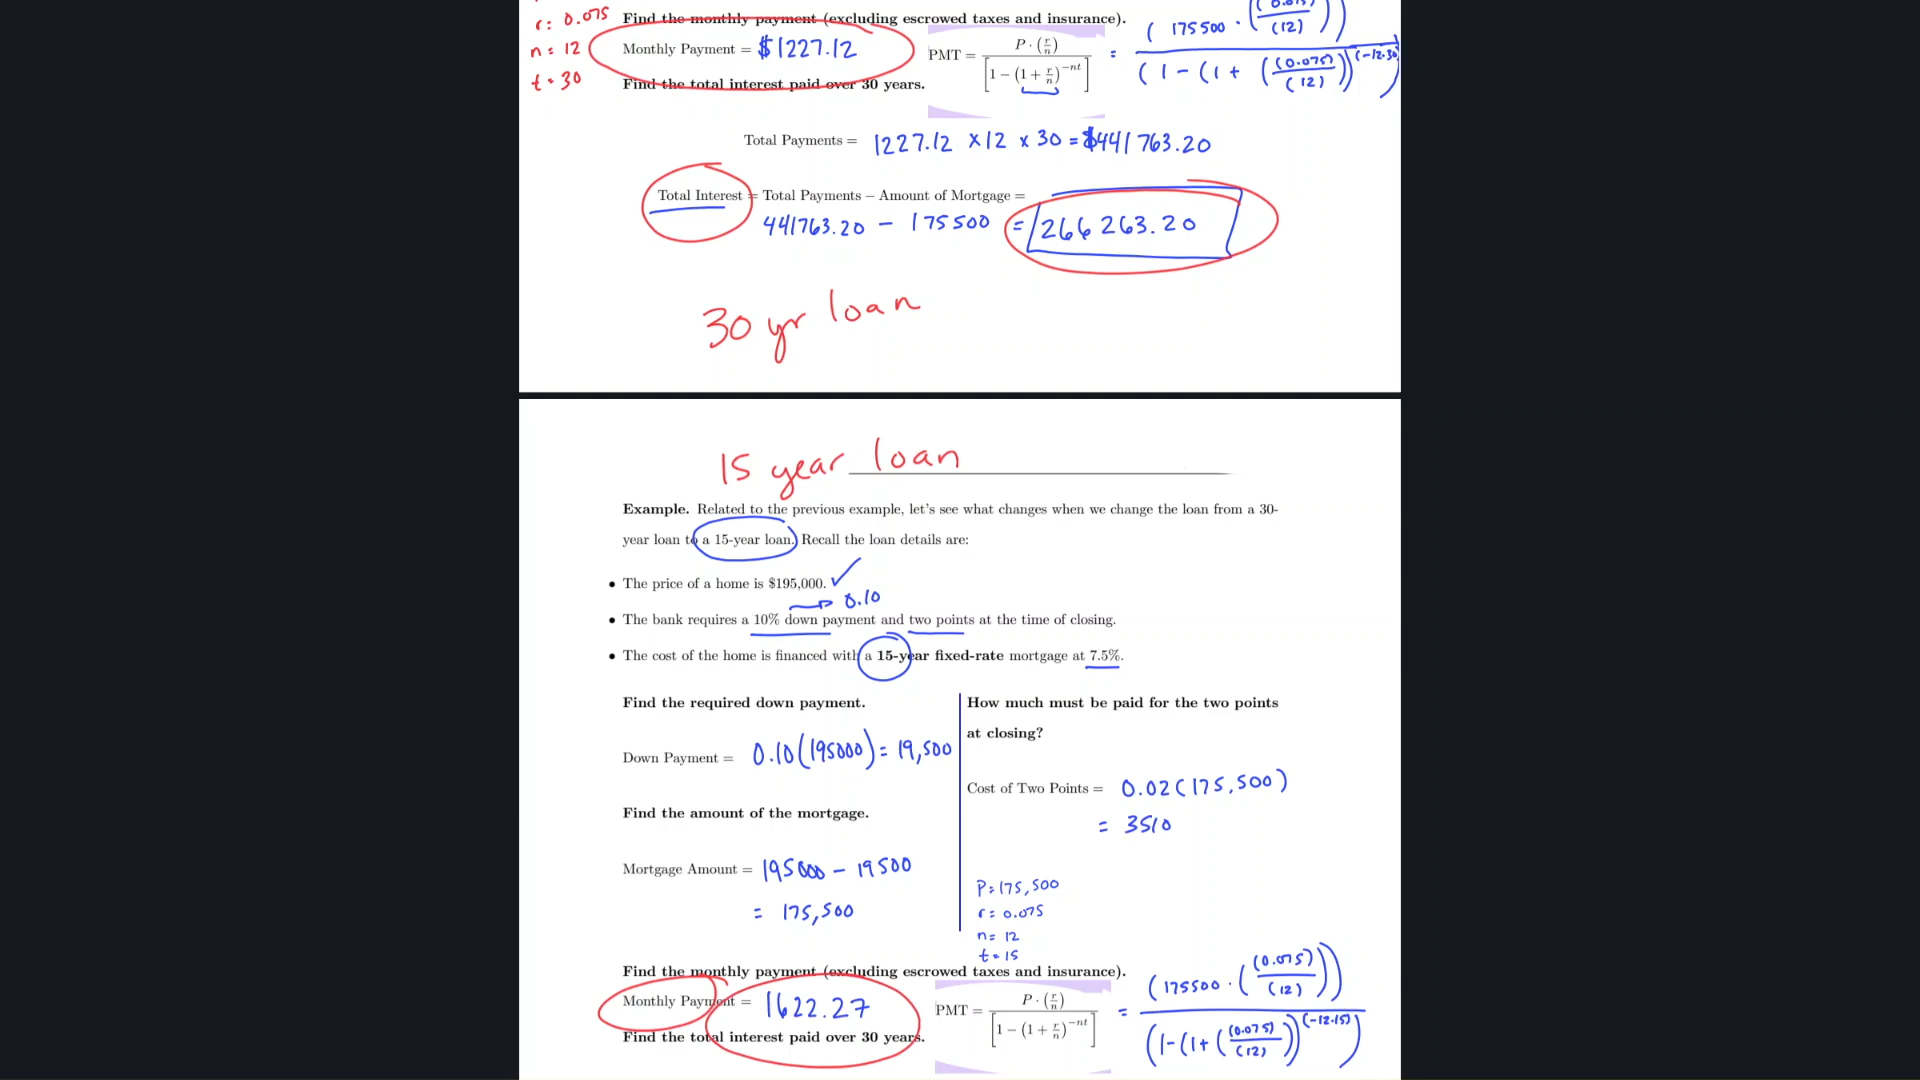 r: 0.075
n = 12
t = 30
Find the monthly payment (excluding escrowed taxes and insurance).
Monthly Payment = $1227.12
PMT = P · (r/n) / [1 − (1 + r/n)^−nt] = (175500 · ((0.075)/(12))) / (1 − (1 + ((0.075)/(12)))^(−12·30))
Find the total interest paid over 30 years.
Total Payments = 1227.12 × 12 × 30 = $441763.20
Total Interest = Total Payments − Amount of Mortgage =
441763.20 − 175500 = 266263.20
30 yr loan
15 year loan
Example. Related to the previous example, let's see what changes when we change the loan from a 30-
year loan to a 15-year loan. Recall the loan details are:
• The price of a home is $195,000. ✓
→ 0.10
• The bank requires a 10% down payment and two points at the time of closing.
• The cost of the home is financed with a 15-year fixed-rate mortgage at 7.5%.
Find the required down payment.
Down Payment = 0.10(195000) = 19,500
Find the amount of the mortgage.
Mortgage Amount = 195000 − 19500
= 175,500
How much must be paid for the two points
at closing?
Cost of Two Points = 0.02(175,500)
= 3510
P = 175,500
r = 0.075
n = 12
t = 15
Find the monthly payment (excluding escrowed taxes and insurance).
Monthly Payment = 1622.27
PMT = P · (r/n) / [1 − (1 + r/n)^−nt] = (175500 · ((0.075)/(12))) / (1 − (1 + ((0.075)/(12)))^(−12·15))
Find the total interest paid over 30 years.